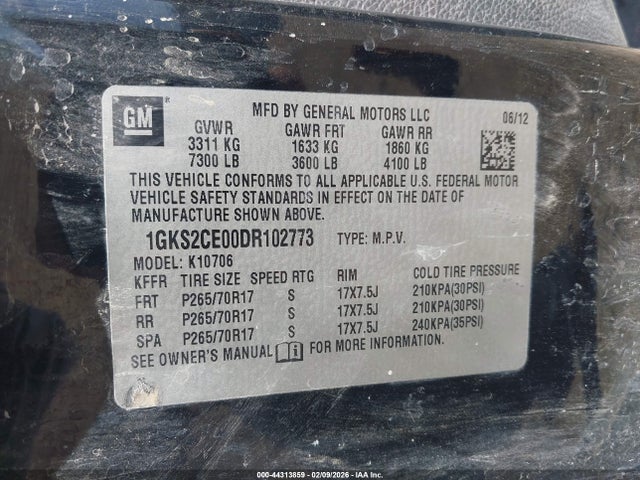 GM
MFD BY GENERAL MOTORS LLC 06/12
GVWR GAWR FRT GAWR RR
3311 KG 1633 KG 1860 KG
7300 LB 3600 LB 4100 LB
THIS VEHICLE CONFORMS TO ALL APPLICABLE U.S. FEDERAL MOTOR
VEHICLE SAFETY STANDARDS IN EFFECT ON THE DATE OF
MANUFACTURE SHOWN ABOVE.
1GKS2CE00DR102773 TYPE: M.P.V.
MODEL: K10706
KFFR TIRE SIZE SPEED RTG RIM COLD TIRE PRESSURE
FRT P265/70R17 S 17X7.5J 210KPA(30PSI)
RR P265/70R17 S 17X7.5J 210KPA(30PSI)
SPA P265/70R17 S 17X7.5J 240KPA(35PSI)
SEE OWNER'S MANUAL FOR MORE INFORMATION.
000-44313859 - 02/09/2026 - IAA Inc.